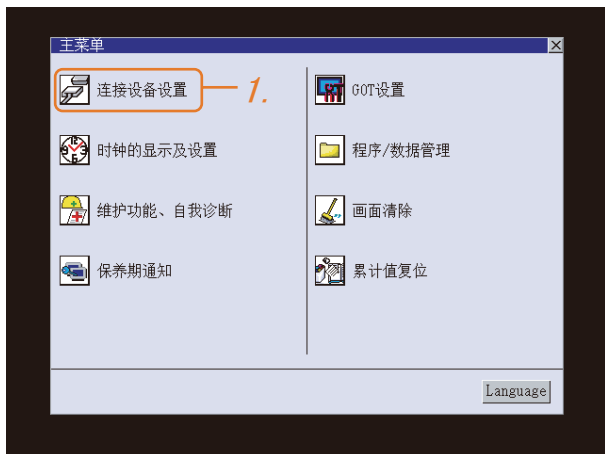 主菜单
连接设备设置
1.
GOT设置
时钟的显示及设置
程序/数据管理
维护功能、自我诊断
画面清除
保养期通知
累计值复位
Language